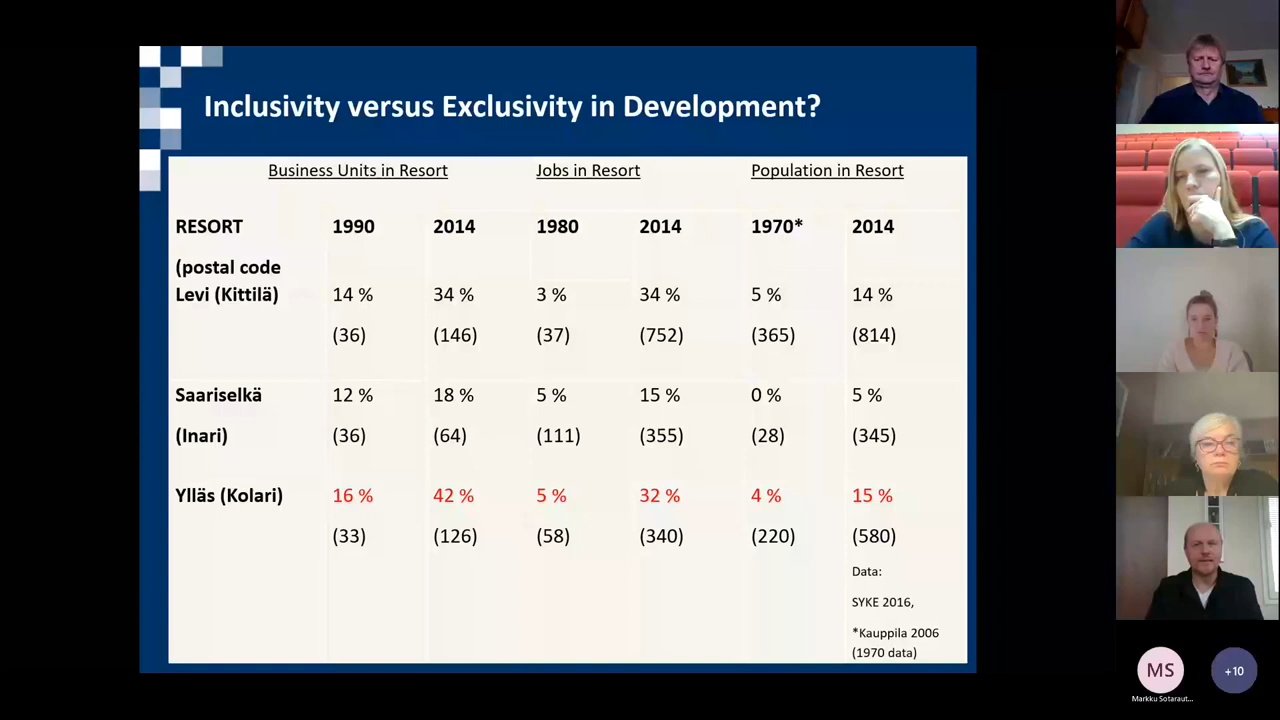 Inclusivity versus Exclusivity in Development?
Business Units in Resort Jobs in Resort Population in Resort
RESORT 1990 2014 1980 2014 1970* 2014
(postal code
Levi (Kittilä) 14 % 34 % 3 % 34 % 5 % 14 %
(36) (146) (37) (752) (365) (814)
Saariselkä 12 % 18 % 5 % 15 % 0 % 5 %
(Inari) (36) (64) (111) (355) (28) (345)
Ylläs (Kolari) 16 % 42 % 5 % 32 % 4 % 15 %
(33) (126) (58) (340) (220) (580)
Data:
SYKE 2016,
*Kauppila 2006
(1970 data)
MS
+10
Markku Sotaraut...